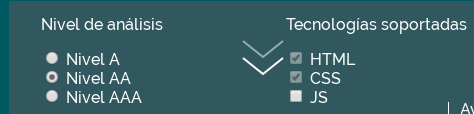 Nivel de análisis
Nivel A
Nivel AA
Nivel AAA
Tecnologías soportadas
HTML
CSS
JS